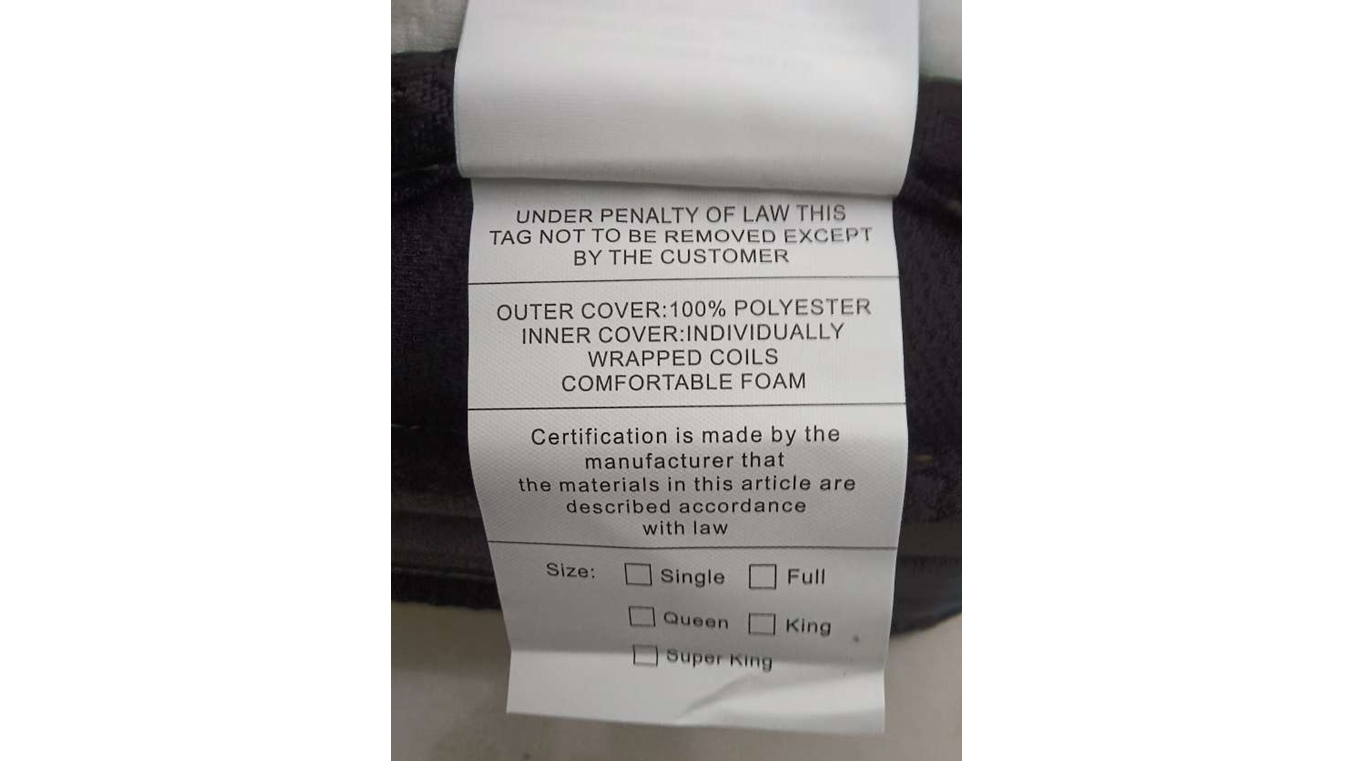 UNDER PENALTY OF LAW THIS
TAG NOT TO BE REMOVED EXCEPT
BY THE CUSTOMER
OUTER COVER:100% POLYESTER
INNER COVER:INDIVIDUALLY
WRAPPED COILS
COMFORTABLE FOAM
Certification is made by the
manufacturer that
the materials in this article are
described accordance
with law
Size: Single Full
Queen King
Super King